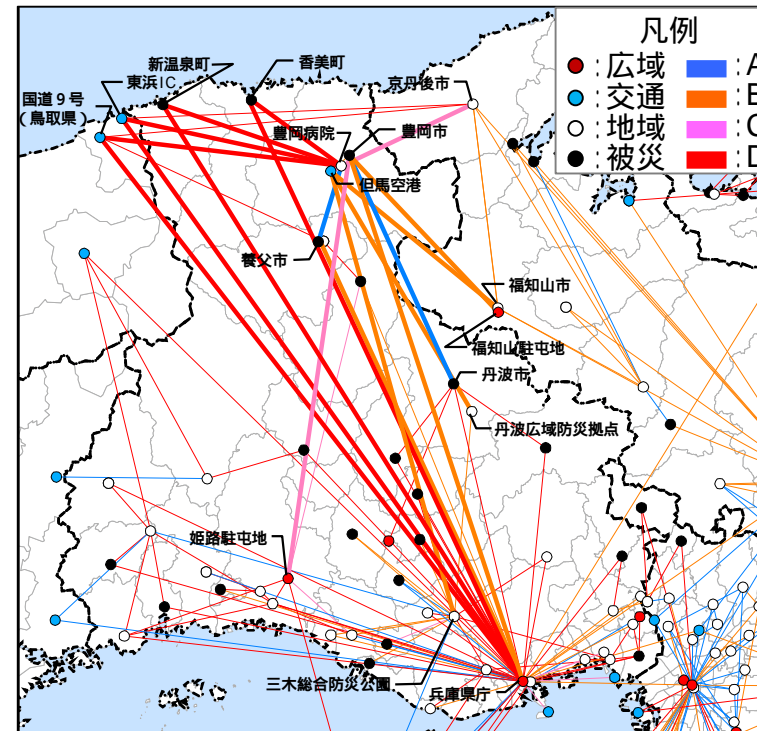 凡例
:広域
:A
:交通
:B
:地域
:C
:被災
:D
新温泉町
香美町
東浜IC
京丹後市
国道９号
（鳥取県）
豊岡病院
豊岡市
但馬空港
養父市
福知山市
福知山駐屯地
丹波市
丹波広域防災拠点
姫路駐屯地
三木総合防災公園
兵庫県庁